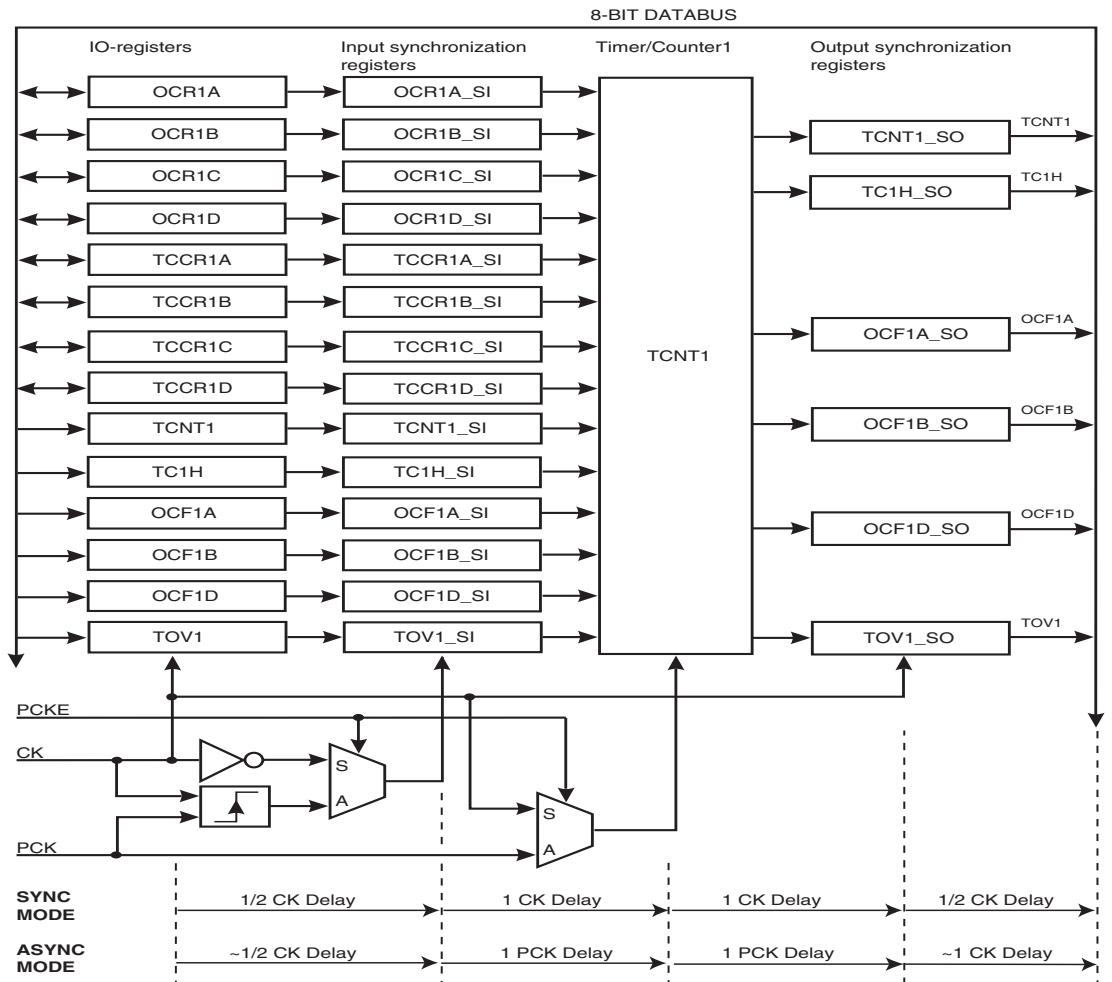 8-BIT DATABUS
IO-registers
Input synchronization
registers
Timer/Counter1
Output synchronization
registers
OCR1A
OCR1A_SI
OCR1B
OCR1B_SI
OCR1C
OCR1C_SI
OCR1D
OCR1D_SI
TCCR1A
TCCR1A_SI
TCCR1B
TCCR1B_SI
TCCR1C
TCCR1C_SI
TCCR1D
TCCR1D_SI
TCNT1
TCNT1_SI
TC1H
TC1H_SI
OCF1A
OCF1A_SI
OCF1B
OCF1B_SI
OCF1D
OCF1D_SI
TOV1
TOV1_SI
TCNT1
TCNT1_SO
TCNT1
TC1H_SO
TC1H
OCF1A_SO
OCF1A
OCF1B_SO
OCF1B
OCF1D_SO
OCF1D
TOV1_SO
TOV1
PCKE
CK
S
A
S
A
PCK
SYNC
MODE
1/2 CK Delay
1 CK Delay
1 CK Delay
1/2 CK Delay
ASYNC
MODE
~1/2 CK Delay
1 PCK Delay
1 PCK Delay
~1 CK Delay